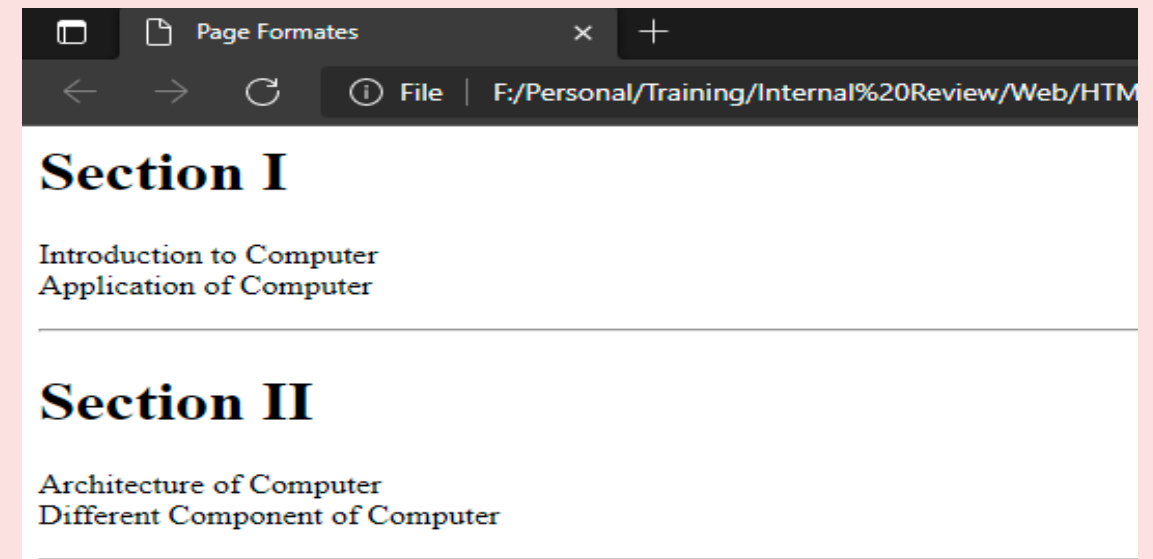 Page Formates
File F:/Personal/Training/Internal%20Review/Web/HTM
Section I
Introduction to Computer
Application of Computer
Section II
Architecture of Computer
Different Component of Computer